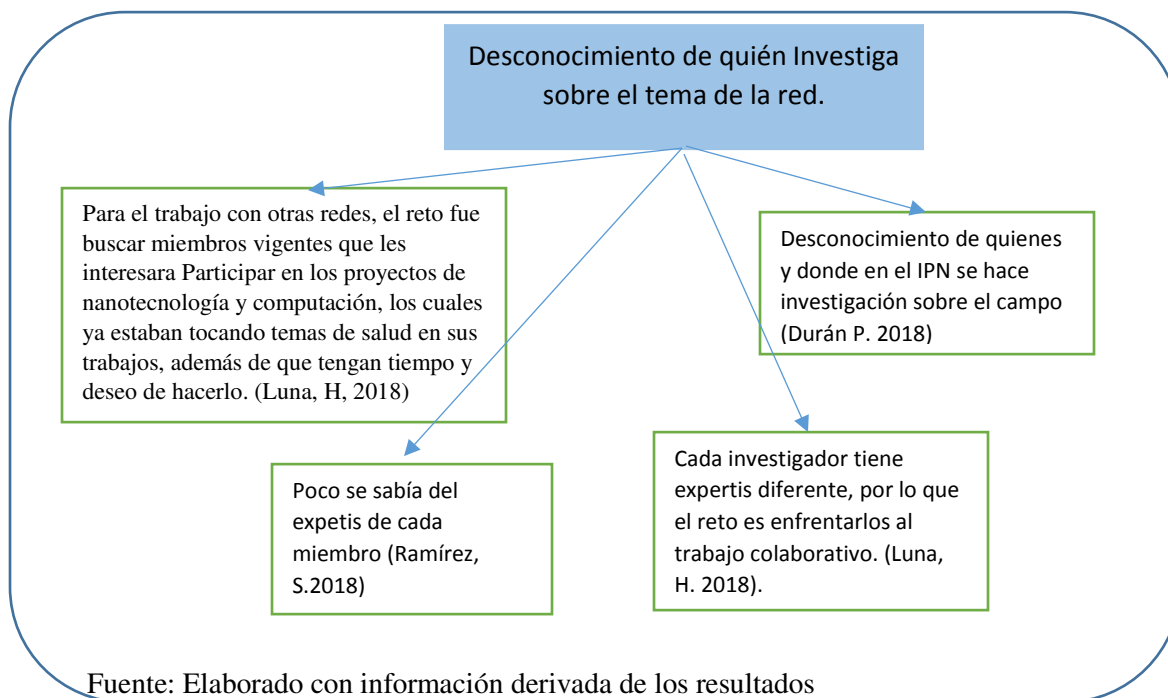 Desconocimiento de quién Investiga
sobre el tema de la red.
Para el trabajo con otras redes, el reto fue
buscar miembros vigentes que les
interesara Participar en los proyectos de
nanotecnología y computación, los cuales
ya estaban tocando temas de salud en sus
trabajos, además de que tengan tiempo y
deseo de hacerlo. (Luna, H, 2018)
Desconocimiento de quienes
y donde en el IPN se hace
investigación sobre el campo
(Durán P. 2018)
Poco se sabía del
expetis de cada
miembro (Ramírez,
S.2018)
Cada investigador tiene
expertis diferente, por lo que
el reto es enfrentarlos al
trabajo colaborativo. (Luna,
H. 2018).
Fuente: Elaborado con información derivada de los resultados